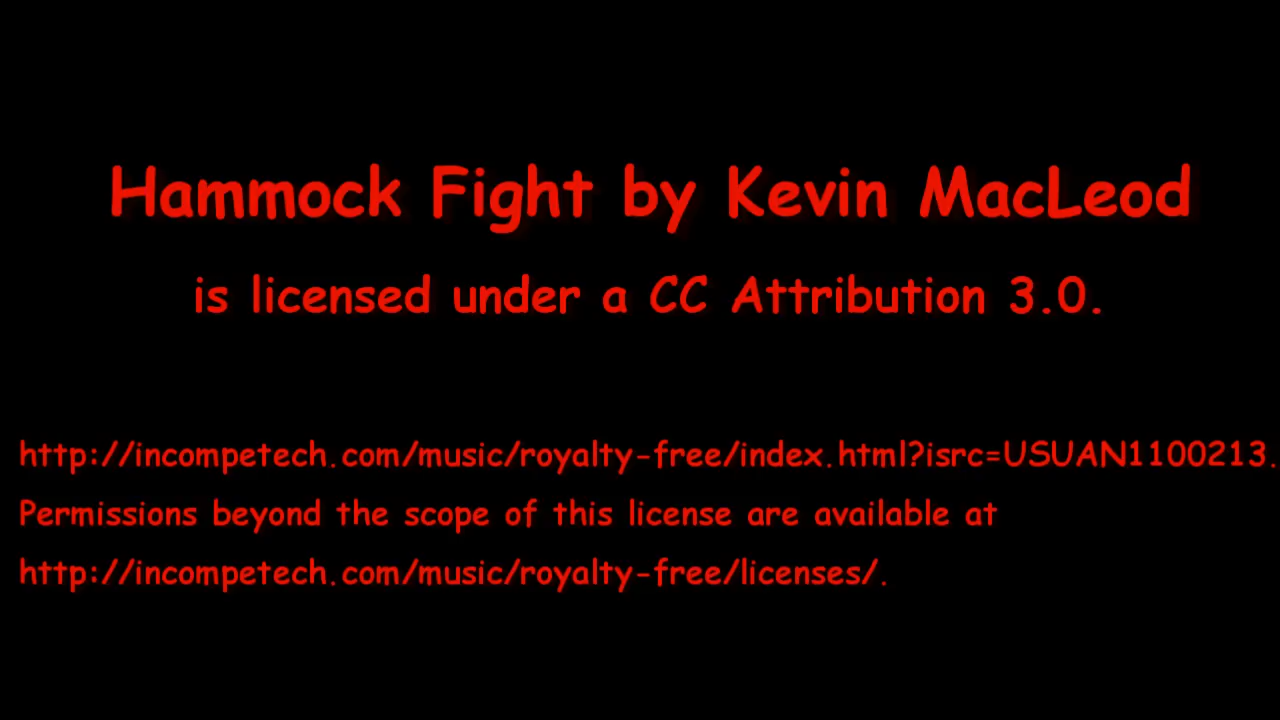 Hammock Fight by Kevin MacLeod
is licensed under a CC Attribution 3.0.
http://incompetech.com/music/royalty-free/index.html?isrc=USUAN1100213.
Permissions beyond the scope of this license are available at
http://incompetech.com/music/royalty-free/licenses/.